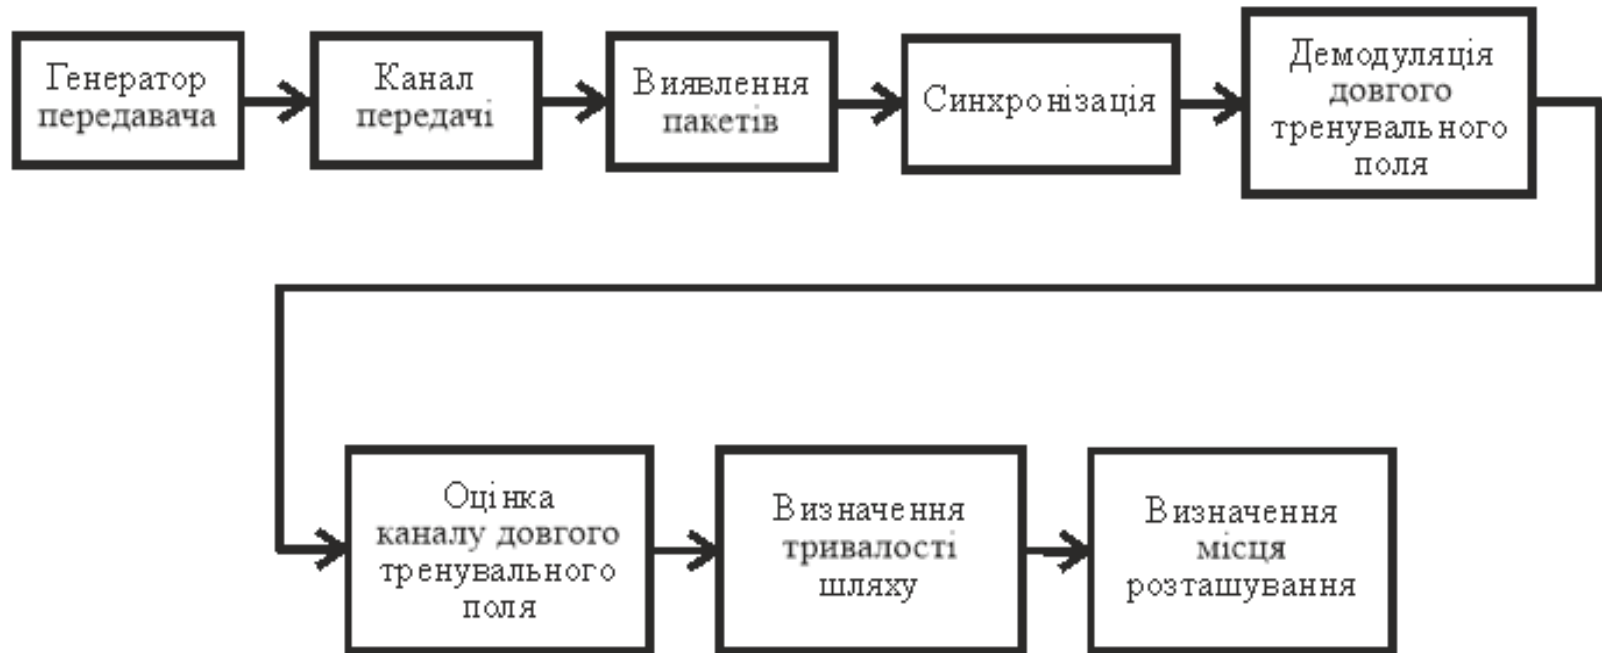 Генератор
передавача
Канал
передачі
Виявлення
пакетів
Синхронізація
Демодуляція
довгого
тренувального
поля
Оцінка
каналу довгого
тренувального
поля
Визначення
тривалості
шляху
Визначення
місця
розташування